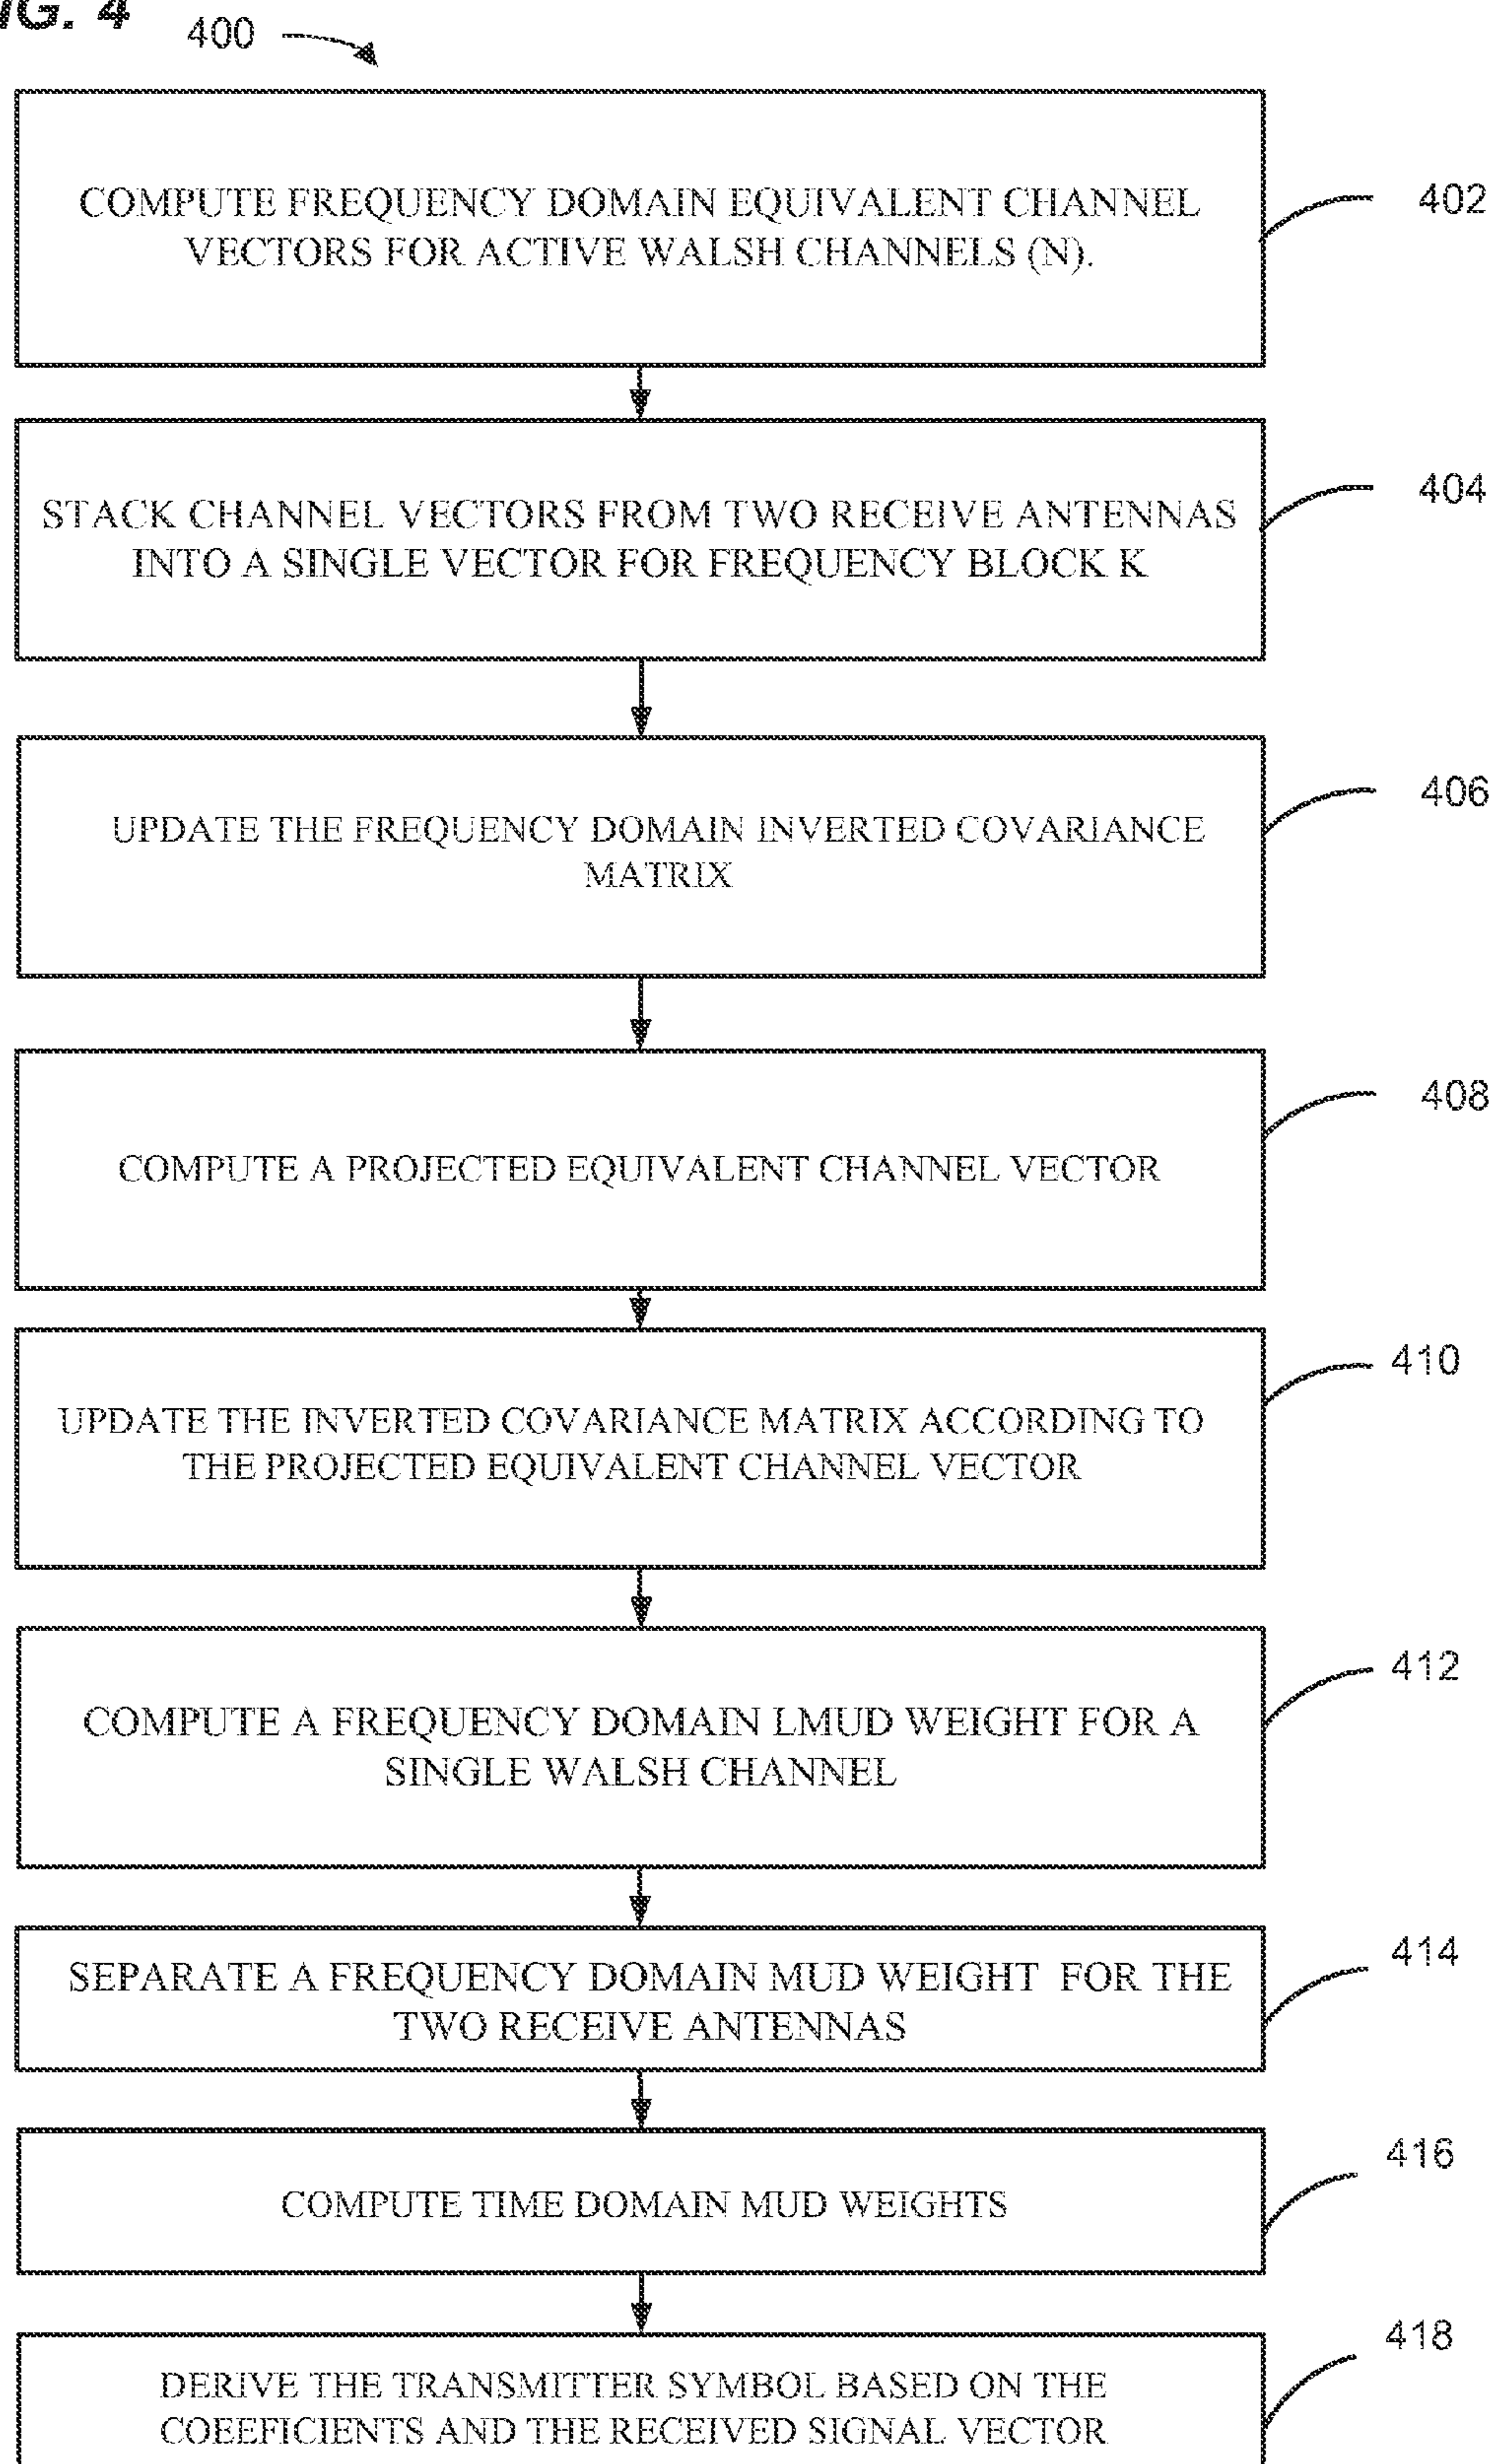 IG. 4
400
COMPUTE FREQUENCY DOMAIN EQUIVALENT CHANNEL
VECTORS FOR ACTIVE WALSH CHANNELS (N).
402
STACK CHANNEL VECTORS FROM TWO RECEIVE ANTENNAS
INTO A SINGLE VECTOR FOR FREQUENCY BLOCK K
404
UPDATE THE FREQUENCY DOMAIN INVERTED COVARIANCE
MATRIX
406
COMPUTE A PROJECTED EQUIVALENT CHANNEL VECTOR
408
UPDATE THE INVERTED COVARIANCE MATRIX ACCORDING TO
THE PROJECTED EQUIVALENT CHANNEL VECTOR
410
COMPUTE A FREQUENCY DOMAIN LMUD WEIGHT FOR A
SINGLE WALSH CHANNEL
412
SEPARATE A FREQUENCY DOMAIN MUD WEIGHT FOR THE
TWO RECEIVE ANTENNAS
414
COMPUTE TIME DOMAIN MUD WEIGHTS
416
DERIVE THE TRANSMITTER SYMBOL BASED ON THE
COEEFICIENTS AND THE RECEIVED SIGNAL VECTOR
418